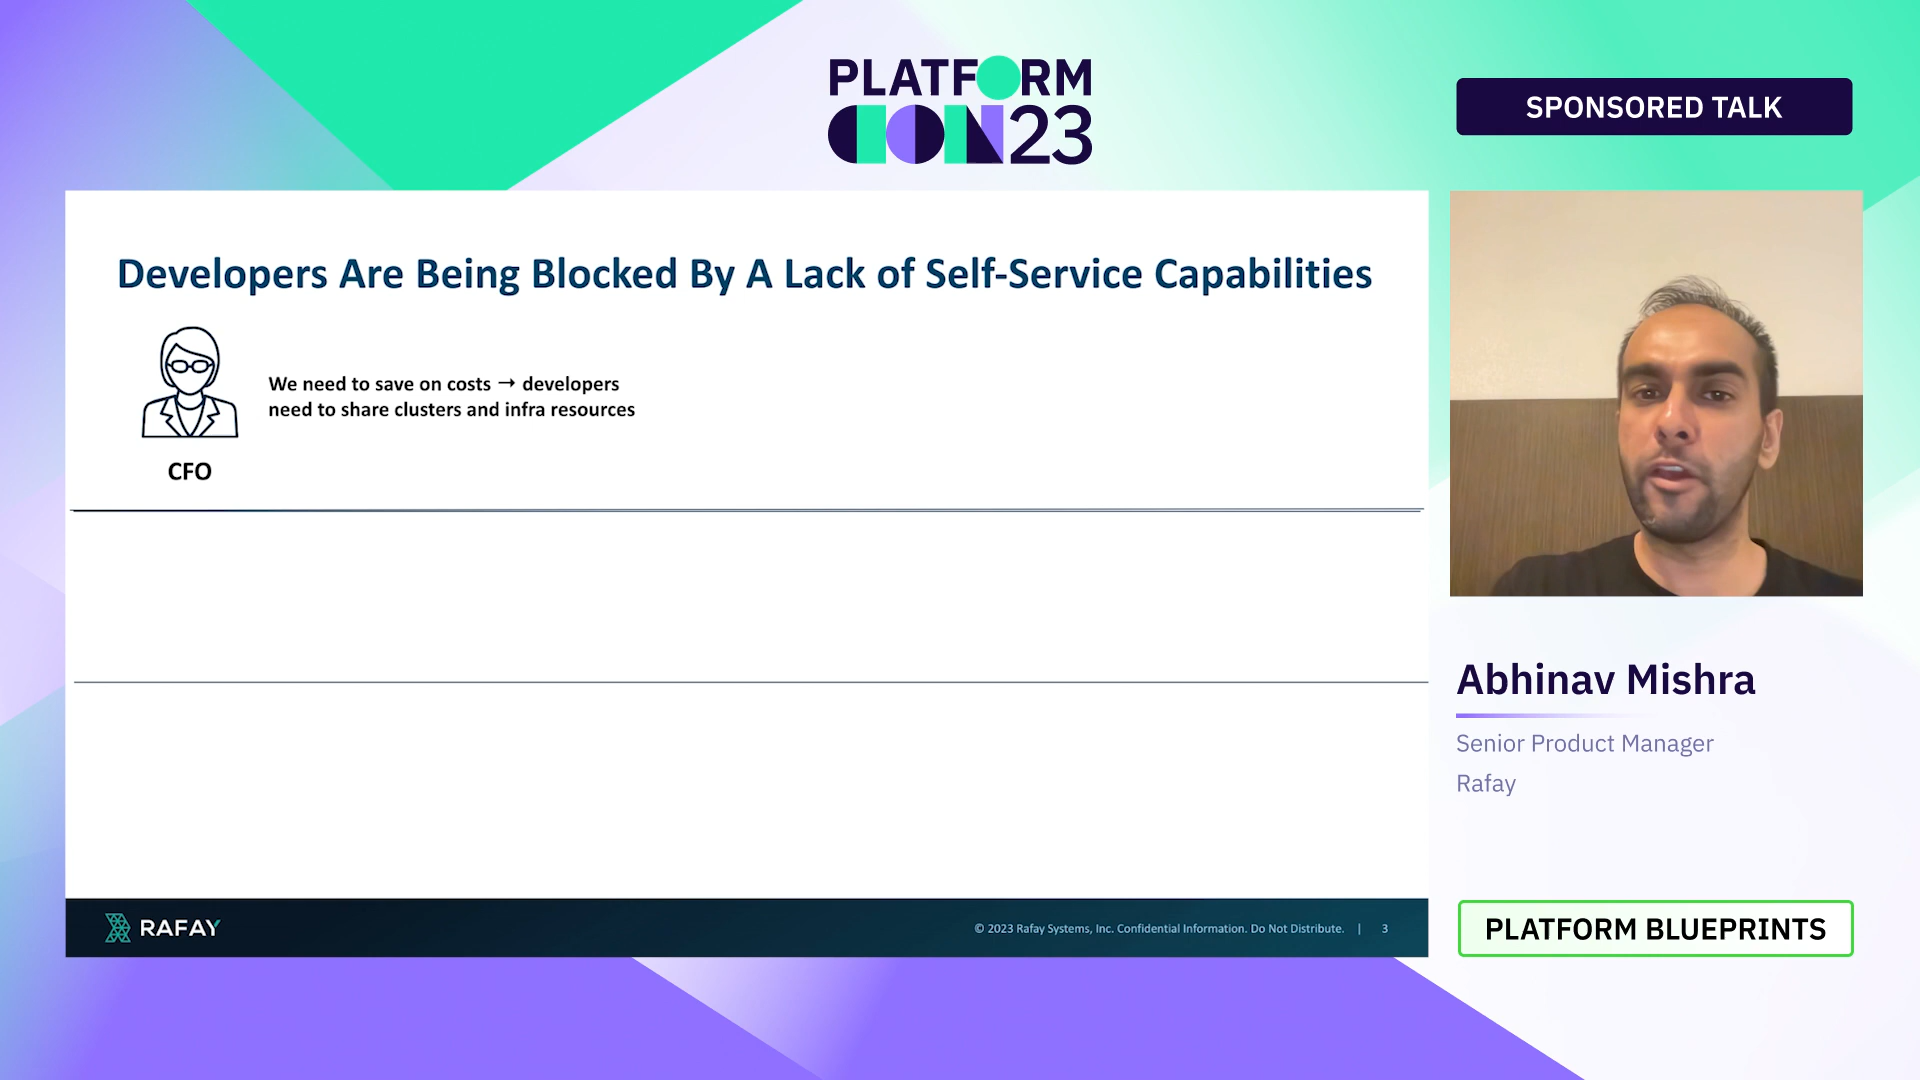 PLATFORM
CON23
SPONSORED TALK
Developers Are Being Blocked By A Lack of Self-Service Capabilities
We need to save on costs → developers
need to share clusters and infra resources
CFO
Abhinav Mishra
Senior Product Manager
Rafay
RAFAY
© 2023 Rafay Systems, Inc. Confidential Information. Do Not Distribute. | 3
PLATFORM BLUEPRINTS